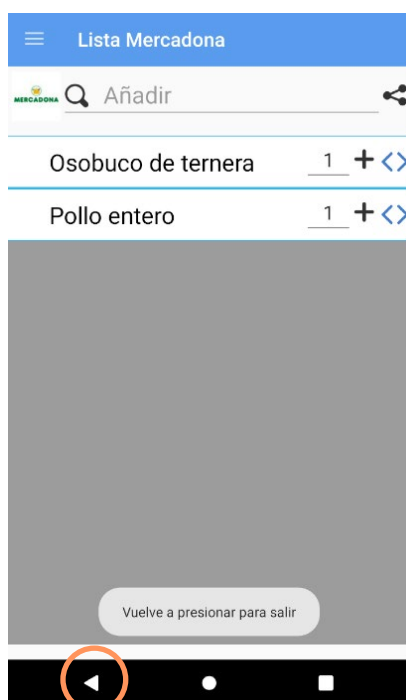 Lista Mercadona
MERCADONA Añadir
Osobuco de ternera 1 +
Pollo entero 1 +
Vuelve a presionar para salir